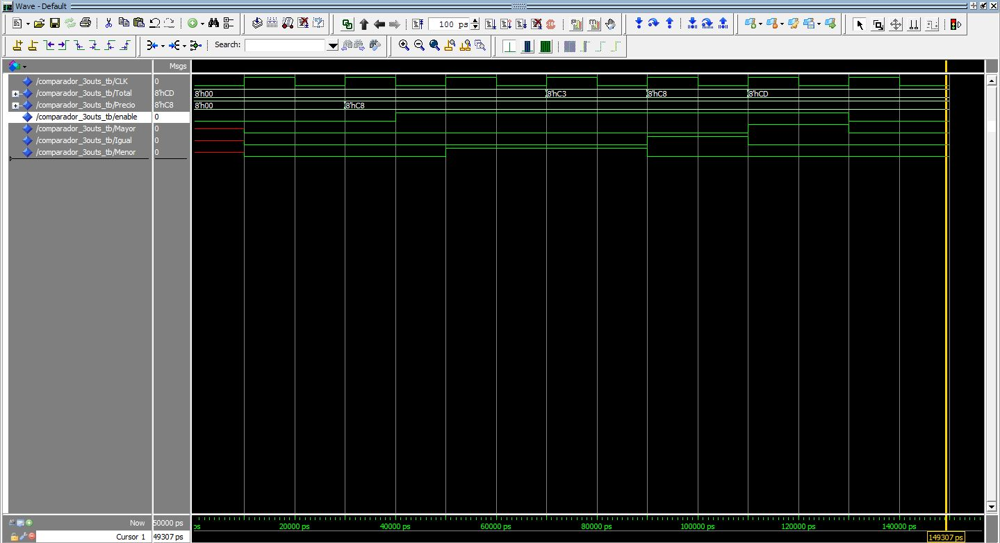 Wave - Default
100 ps
Search:
Msgs
/comparador_3outs_tb/CLK 0
/comparador_3outs_tb/Total 8'hCD 8'h00 8'hC3 8'hC8 8'hCD
/comparador_3outs_tb/Precio 8'hC8 8'h00 8'hC8
/comparador_3outs_tb/enable 0
/comparador_3outs_tb/Mayor 0
/comparador_3outs_tb/Igual 0
/comparador_3outs_tb/Menor 0
Now 50000 ps ps 20000 ps 40000 ps 60000 ps 80000 ps 100000 ps 120000 ps 140000 ps
Cursor 1 49307 ps 149307 ps